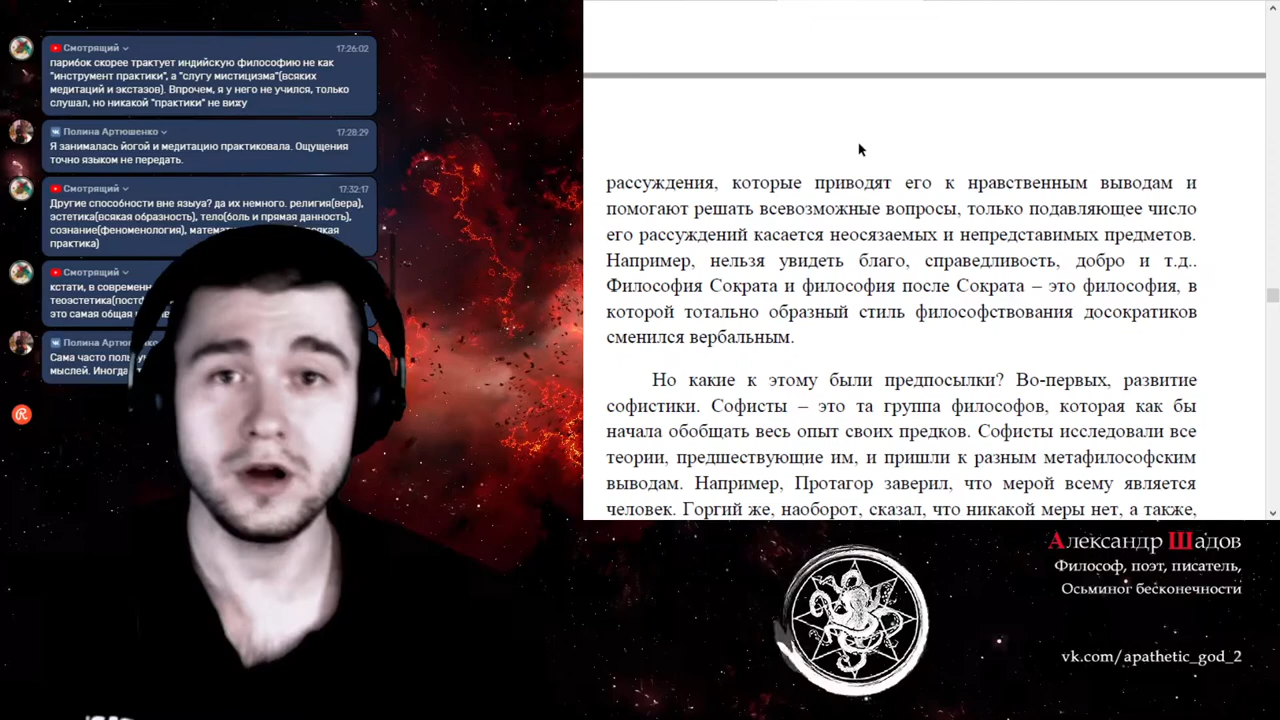 Смотрящий
17:26:02
парибок скорее трактует индийскую философию не как
"инструмент практики", а "слугу мистицизма"(всяких
медитаций и экстазов). Впрочем, я у него не учился, только
слушал, но никакой "практики" не вижу
Полина Артюшенко
17:28:29
Я занималась йогой и медитацию практиковала. Ощущения
точно языком не передать.
Смотрящий
17:32:17
Другие способности вне языуа? да их немного. религия(вера),
эстетика(всякая образность), тело(боль и прямая данность),
сознание(феноменология),
практика)
Смотрящий
кстати, в
это самая общая
Полина
Сама часто
мыслей. Иногда
рассуждения, которые приводят его к нравственным выводам и
помогают решать всевозможные вопросы, только подавляющее число
его рассуждений касается неосязаемых и непредставимых предметов.
Например, нельзя увидеть благо, справедливость, добро и т.д..
Философия Сократа и философия после Сократа – это философия, в
которой тотально образный стиль философствования досократиков
сменился вербальным.
Но какие к этому были предпосылки? Во-первых, развитие
софистики. Софисты – это та группа философов, которая как бы
начала обобщать весь опыт своих предков. Софисты исследовали все
теории, предшествующие им, и пришли к разным метафилософским
выводам. Например, Протагор заверил, что мерой всему является
человек. Горгий же, наоборот, сказал, что никакой меры нет, а также,
Александр Шадов
Философ, поэт, писатель,
Осьминог бесконечности
vk.com/apathetic_god_2